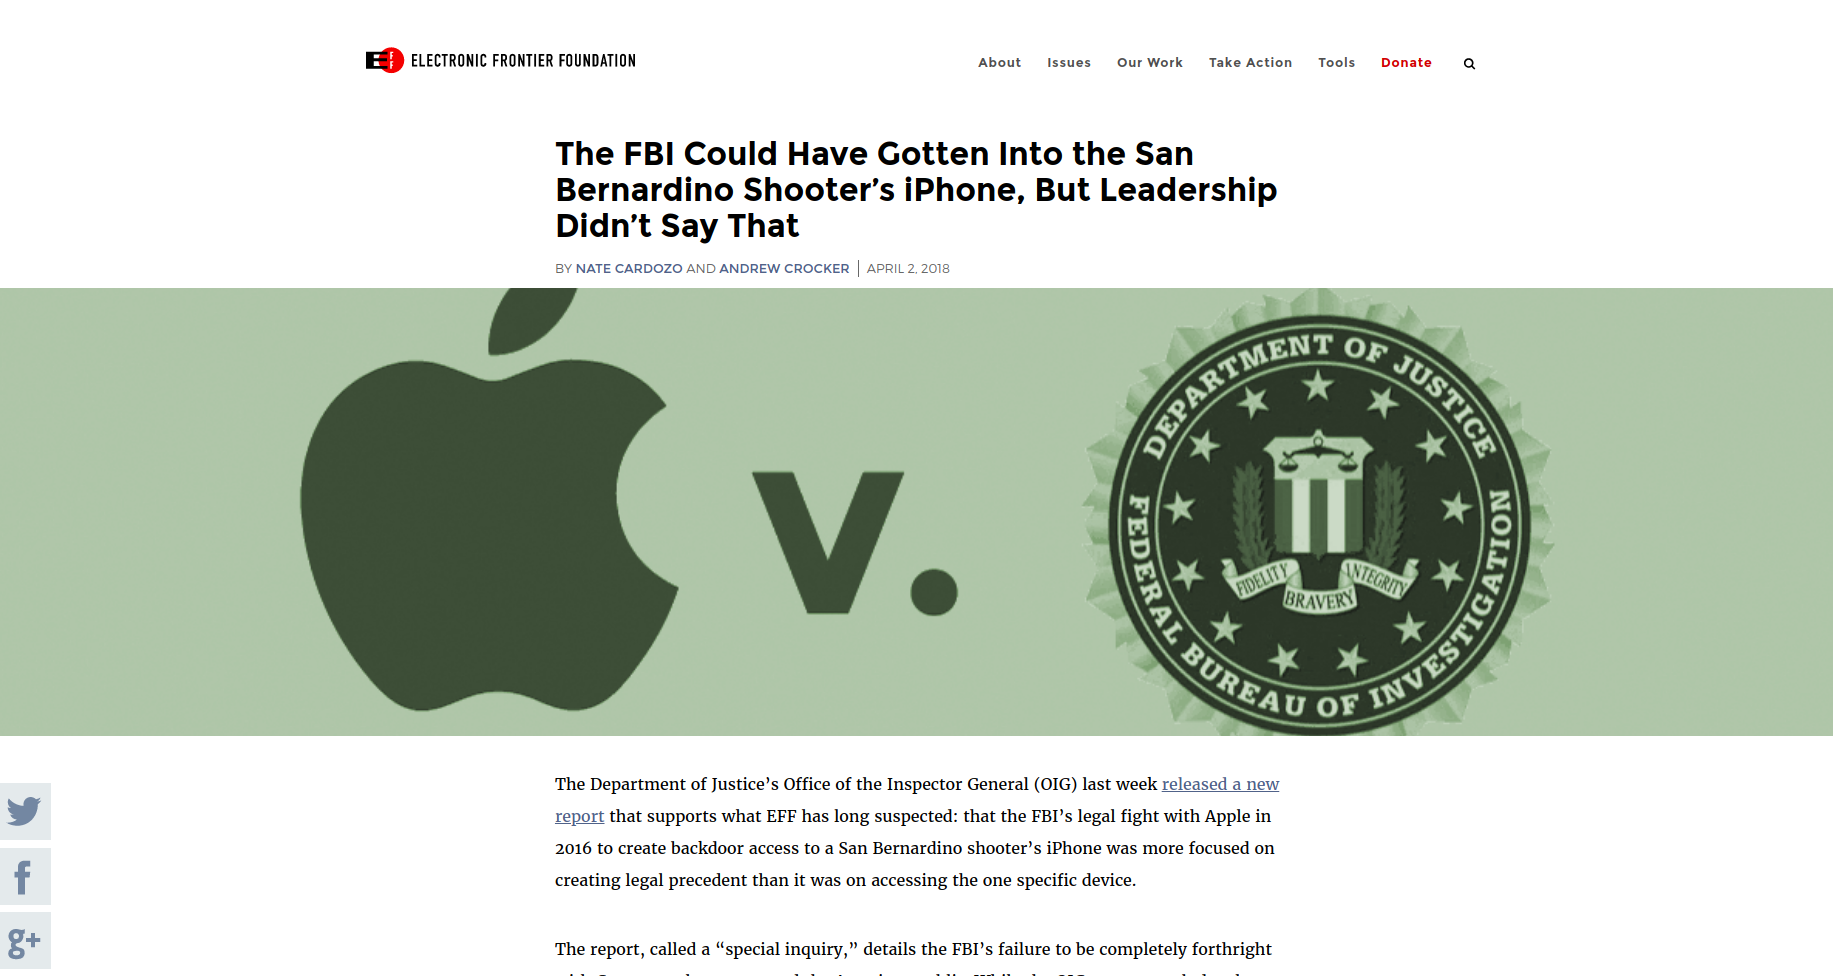 EFF ELECTRONIC FRONTIER FOUNDATION
About Issues Our Work Take Action Tools Donate
The FBI Could Have Gotten Into the San
Bernardino Shooter’s iPhone, But Leadership
Didn’t Say That
BY NATE CARDOZO AND ANDREW CROCKER | APRIL 2, 2018
v.
DEPARTMENT OF JUSTICE
FEDERAL BUREAU OF INVESTIGATION
FIDELITY BRAVERY INTEGRITY
The Department of Justice’s Office of the Inspector General (OIG) last week released a new
report that supports what EFF has long suspected: that the FBI’s legal fight with Apple in
2016 to create backdoor access to a San Bernardino shooter’s iPhone was more focused on
creating legal precedent than it was on accessing the one specific device.
The report, called a “special inquiry,” details the FBI’s failure to be completely forthright
f
g+